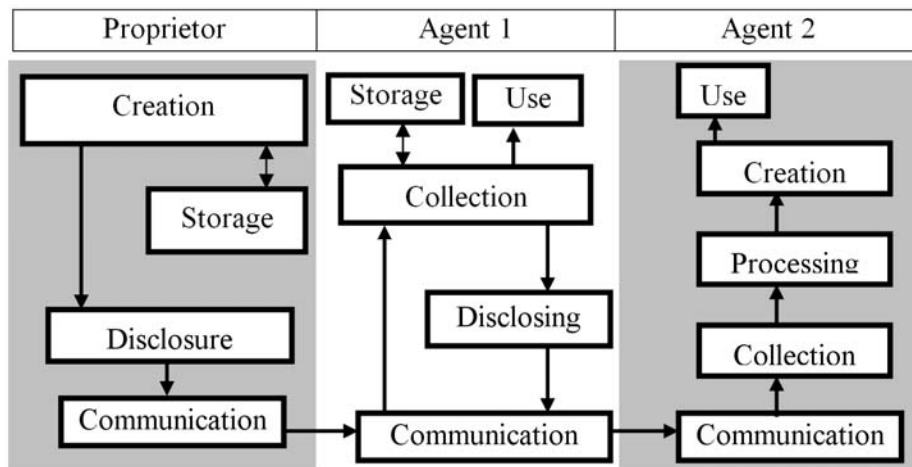 Proprietor
Agent 1
Agent 2
Creation
Storage
Disclosure
Communication
Storage
Use
Collection
Disclosing
Communication
Use
Creation
Processing
Collection
Communication